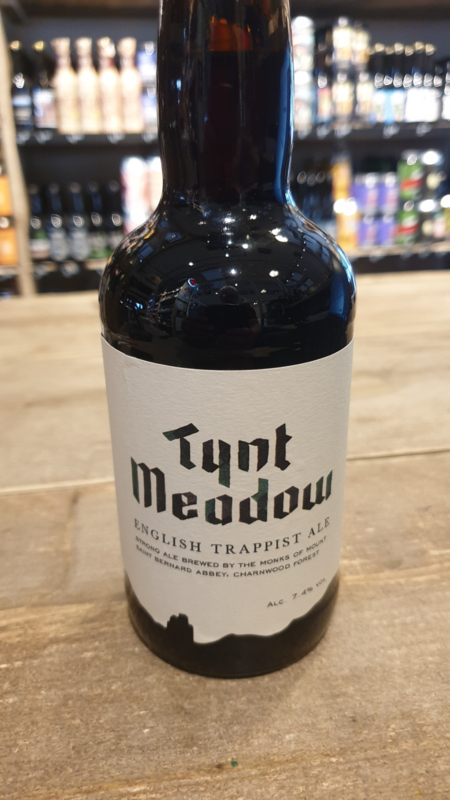 Tynt
Meadow
ENGLISH TRAPPIST ALE
STRONG ALE BREWED BY THE MONKS OF MOUNT
SAINT BERNARD ABBEY, CHARNWOOD FOREST
ALC. 7.4% VOL